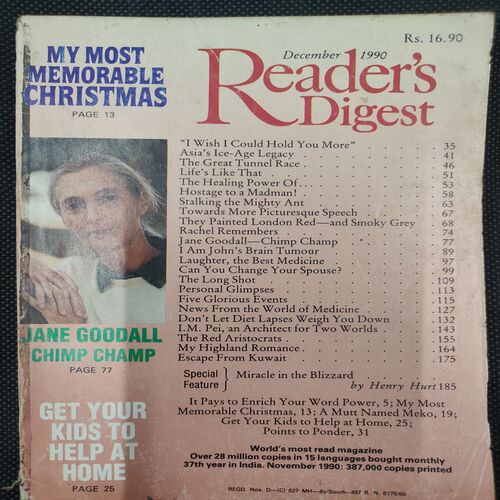 Rs. 16.90
MY MOST
MEMORABLE
CHRISTMAS
PAGE 13
December 1990
Reader's
Digest
"I Wish I Could Hold You More" 35
Asia's Ice-Age Legacy 41
The Great Tunnel Race 46
Life's Like That 51
The Healing Power Of... 53
Hostage to a Madman! 58
Stalking the Mighty Ant 63
Towards More Picturesque Speech 67
They Painted London Red—and Smoky Grey 68
Rachel Remembers 74
Jane Goodall—Chimp Champ 77
I Am John's Brain Tumour 89
Laughter, the Best Medicine 97
Can You Change Your Spouse? 99
The Long Shot 109
Personal Glimpses 113
Five Glorious Events 115
News From the World of Medicine 127
Don't Let Diet Lapses Weigh You Down 132
I.M. Pei, an Architect for Two Worlds 143
The Red Aristocrats 155
My Highland Romance 164
Escape From Kuwait 175
Special
Feature } Miracle in the Blizzard
by Henry Hurt 185
JANE GOODALL
CHIMP CHAMP
PAGE 77
GET YOUR
KIDS TO
HELP AT
HOME
PAGE 25
It Pays to Enrich Your Word Power, 5; My Most
Memorable Christmas, 13; A Mutt Named Meko, 19;
Get Your Kids to Help at Home, 25;
Points to Ponder, 31
World's most read magazine
Over 28 million copies in 15 languages bought monthly
37th year in India. November 1990: 387,000 copies printed
REGD. Nos. D—(C) 627 MH—By/South-497 R. N. 6175/60